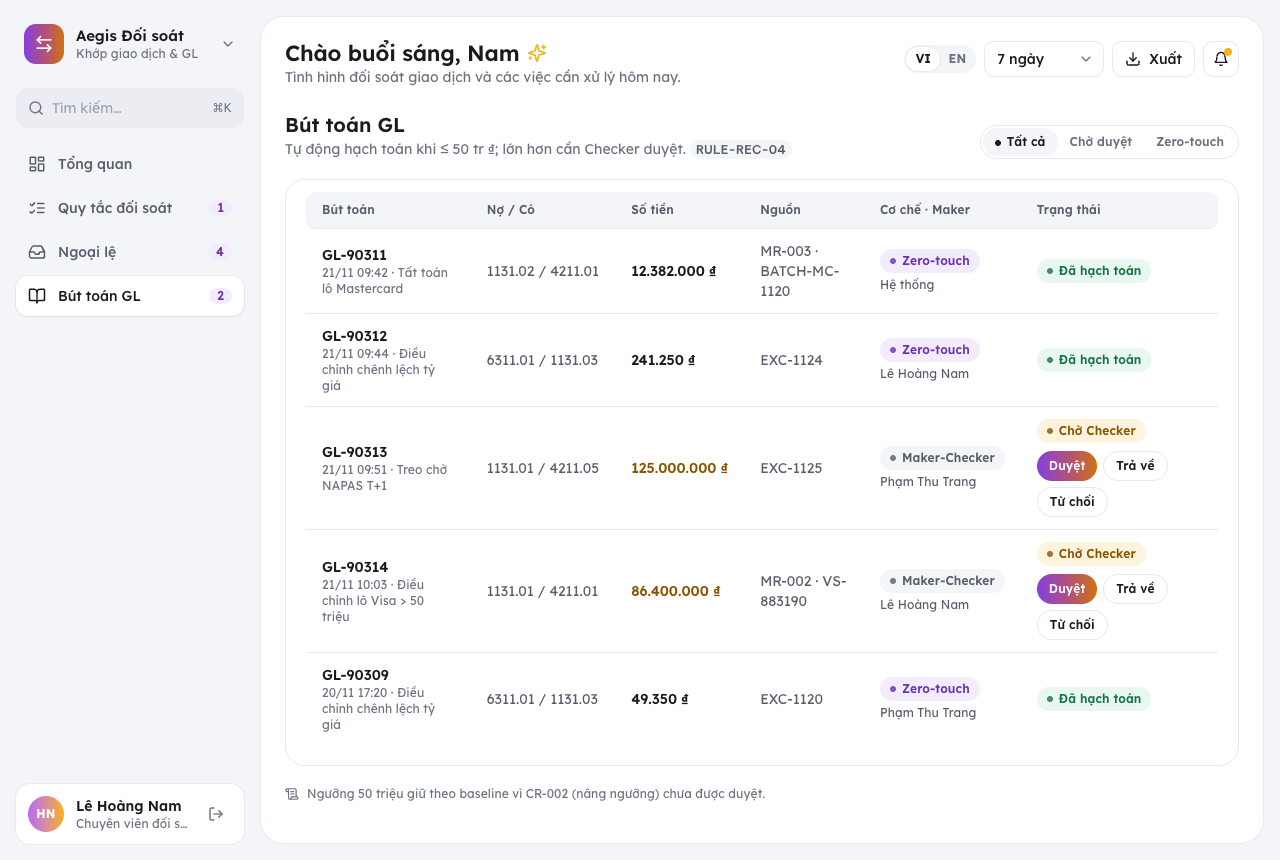 Aegis Đối soát
Khớp giao dịch & GL
Tìm kiếm...
⌘K
Tổng quan
Quy tắc đối soát
1
Ngoại lệ
4
Bút toán GL
2
HN
Lê Hoàng Nam
Chuyên viên đối s...
Chào buổi sáng, Nam
Tình hình đối soát giao dịch và các việc cần xử lý hôm nay.
VI
EN
7 ngày
Xuất
Bút toán GL
Tự động hạch toán khi ≤ 50 tr ₫; lớn hơn cần Checker duyệt. RULE-REC-04
Tất cả
Chờ duyệt
Zero-touch
Bút toán
Nợ / Có
Số tiền
Nguồn
Cơ chế · Maker
Trạng thái
GL-90311
21/11 09:42 · Tất toán
lô Mastercard
1131.02 / 4211.01
12.382.000 ₫
MR-003 ·
BATCH-MC-
1120
Zero-touch
Hệ thống
Đã hạch toán
GL-90312
21/11 09:44 · Điều
chỉnh chênh lệch tỷ
giá
6311.01 / 1131.03
241.250 ₫
EXC-1124
Zero-touch
Lê Hoàng Nam
Đã hạch toán
GL-90313
21/11 09:51 · Treo chờ
NAPAS T+1
1131.01 / 4211.05
125.000.000 ₫
EXC-1125
Maker-Checker
Phạm Thu Trang
Chờ Checker
Duyệt
Trả về
Từ chối
GL-90314
21/11 10:03 · Điều
chỉnh lô Visa > 50
triệu
1131.01 / 4211.01
86.400.000 ₫
MR-002 · VS-
883190
Maker-Checker
Lê Hoàng Nam
Chờ Checker
Duyệt
Trả về
Từ chối
GL-90309
20/11 17:20 · Điều
chỉnh chênh lệch tỷ
giá
6311.01 / 1131.03
49.350 ₫
EXC-1120
Zero-touch
Phạm Thu Trang
Đã hạch toán
Ngưỡng 50 triệu giữ theo baseline vì CR-002 (nâng ngưỡng) chưa được duyệt.